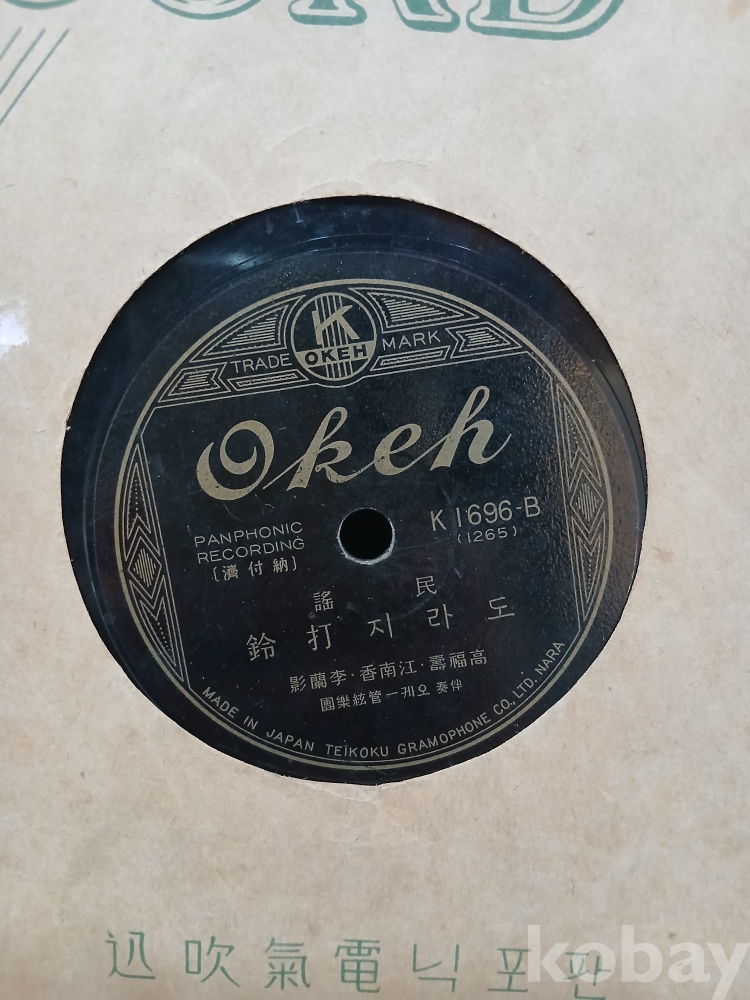 TRADE K OKEH MARK
Okeh
PANPHONIC
RECORDING
[納付濟]
K1696-B
(1265)
民謠
도라지打鈴
高福壽·江南香·李蘭影
伴奏 오케ー管絃樂團
MADE IN JAPAN TEIKOKU GRAMOPHONE CO., LTD. NARA
판포닉電氣吹込
kobay